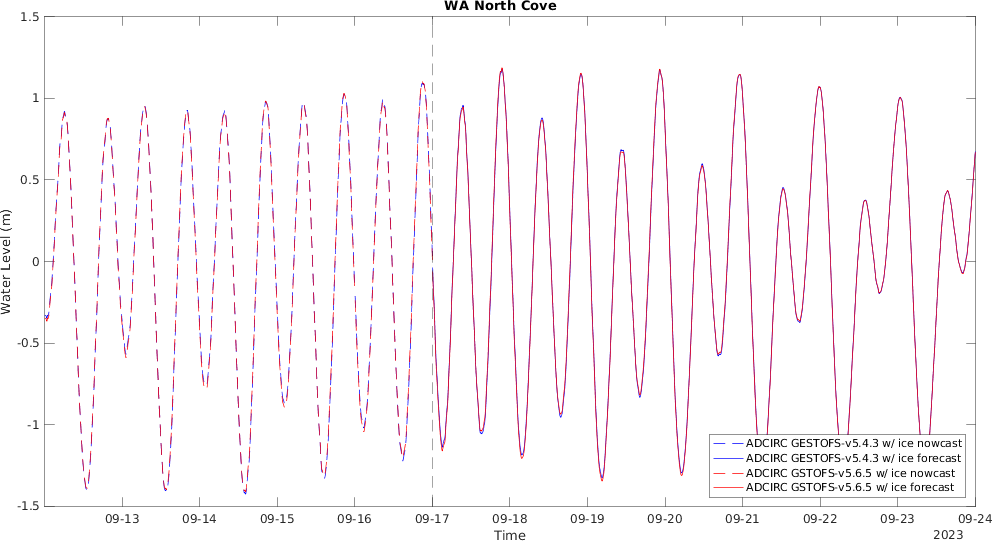 WA North Cove
1.5
1
0.5
0
-0.5
-1
-1.5
Water Level (m)
ADCIRC GESTOFS-v5.4.3 w/ ice nowcast
ADCIRC GESTOFS-v5.4.3 w/ ice forecast
ADCIRC GSTOFS-v5.6.5 w/ ice nowcast
ADCIRC GSTOFS-v5.6.5 w/ ice forecast
09-13 09-14 09-15 09-16 09-17 09-18 09-19 09-20 09-21 09-22 09-23 09-24
Time
2023